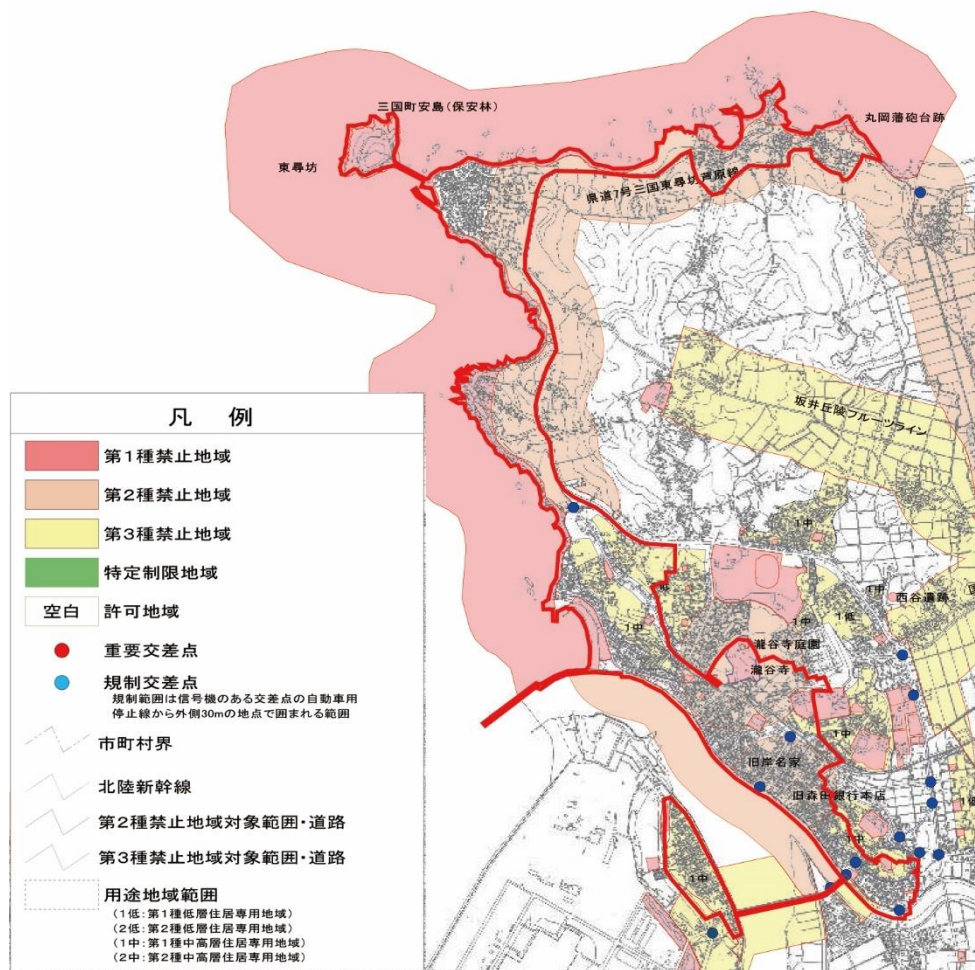 三国町安島(保安林)
丸岡藩砲台跡
東尋坊
県道7号三国東尋坊芦原線
坂井丘陵フルーツライン
1中
西谷遺跡
1中
1低
1中
1中
瀧谷寺庭園
瀧谷寺
1中
旧岸名家
旧森田銀行本店
1低
1中
1中
凡 例
第1種禁止地域
第2種禁止地域
第3種禁止地域
特定制限地域
空白 許可地域
重要交差点
規制交差点
規制範囲は信号機のある交差点の自動車用
停止線から外側30mの地点で囲まれる範囲
市町村界
北陸新幹線
第2種禁止地域対象範囲・道路
第3種禁止地域対象範囲・道路
用途地域範囲
(1低:第1種低層住居専用地域)
(2低:第2種低層住居専用地域)
(1中:第1種中高層住居専用地域)
(2中:第2種中高層住居専用地域)